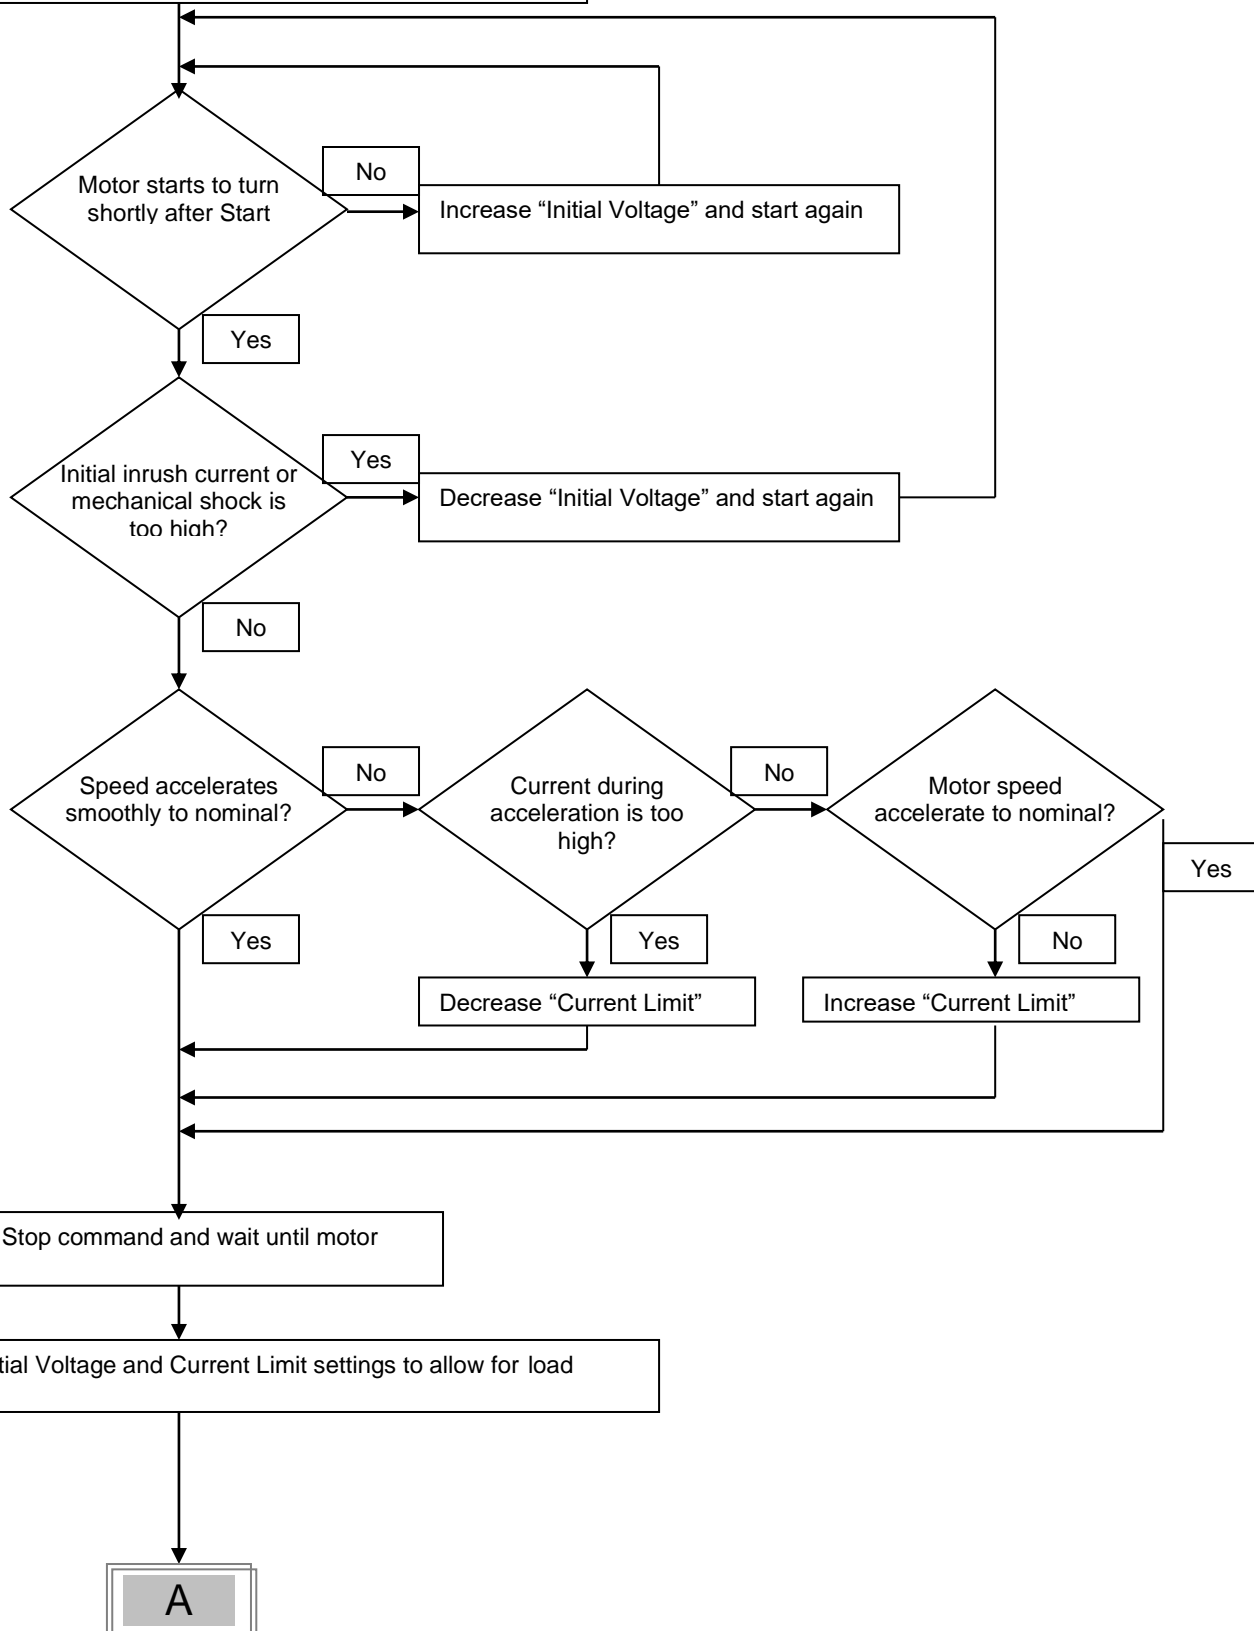 Motor starts to turn
shortly after Start
No
Increase “Initial Voltage” and start again
Yes
Initial inrush current or
mechanical shock is
too high?
Yes
Decrease “Initial Voltage” and start again
No
Speed accelerates
smoothly to nominal?
No
Current during
acceleration is too
high?
No
Motor speed
accelerate to nominal?
Yes
Yes
Yes
No
Decrease “Current Limit”
Increase “Current Limit”
Stop command and wait until motor
tial Voltage and Current Limit settings to allow for load
A